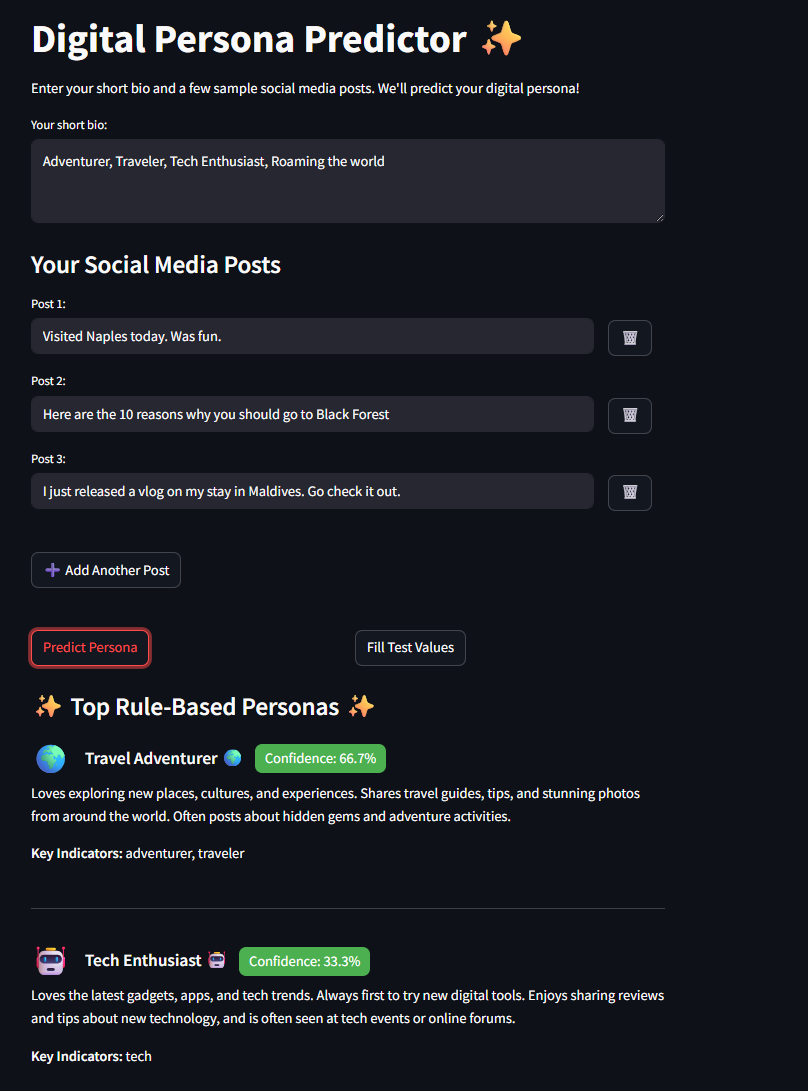 Digital Persona Predictor ✨
Enter your short bio and a few sample social media posts. We'll predict your digital persona!
Your short bio:
Adventurer, Traveler, Tech Enthusiast, Roaming the world
Your Social Media Posts
Post 1:
Visited Naples today. Was fun.
Post 2:
Here are the 10 reasons why you should go to Black Forest
Post 3:
I just released a vlog on my stay in Maldives. Go check it out.
➕ Add Another Post
Predict Persona
Fill Test Values
✨ Top Rule-Based Personas ✨
Travel Adventurer 🌍 Confidence: 66.7%
Loves exploring new places, cultures, and experiences. Shares travel guides, tips, and stunning photos
from around the world. Often posts about hidden gems and adventure activities.
Key Indicators: adventurer, traveler
Tech Enthusiast 🤖 Confidence: 33.3%
Loves the latest gadgets, apps, and tech trends. Always first to try new digital tools. Enjoys sharing reviews
and tips about new technology, and is often seen at tech events or online forums.
Key Indicators: tech